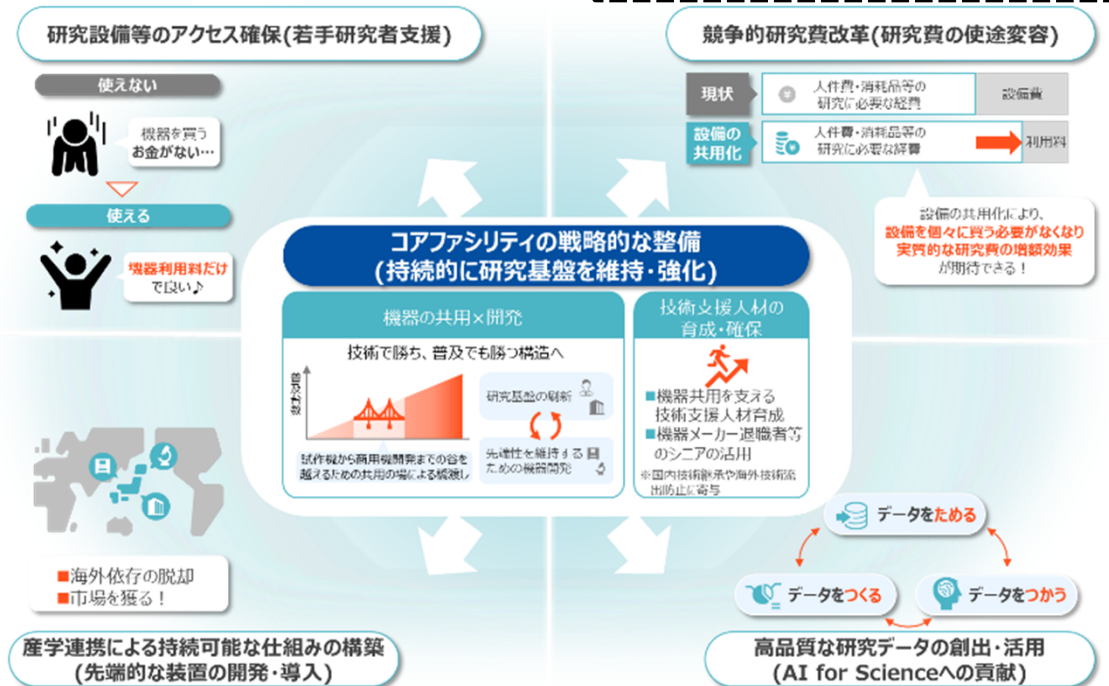 研究設備等のアクセス確保(若手研究者支援)
使えない
機器を買う
お金がない…
使える
機器利用料だけ
で良い♪
競争的研究費改革(研究費の使途変容)
現状
人件費・消耗品等の
研究に必要な経費
設備費
設備の
共用化
人件費・消耗品等の
研究に必要な経費
利用料
設備の共用化により、
設備を個々に買う必要がなくなり
実質的な研究費の増額効果
が期待できる！
コアファシリティの戦略的な整備
(持続的に研究基盤を維持・強化)
機器の共用×開発
技術で勝ち、普及でも勝つ構造へ
普及台数
試作機から商用機開発までの谷を
越えるための共用の場による橋渡し
研究基盤の刷新
先端性を維持する
ための機器開発
技術支援人材の
育成・確保
■機器共用を支える
技術支援人材育成
■機器メーカー退職者等
のシニアの活用
※国内技術継承や海外技術流
出防止に寄与
■海外依存の脱却
■市場を獲る！
産学連携による持続可能な仕組みの構築
(先端的な装置の開発・導入)
データをためる
データをつくる
データをつかう
高品質な研究データの創出・活用
(AI for Scienceへの貢献)